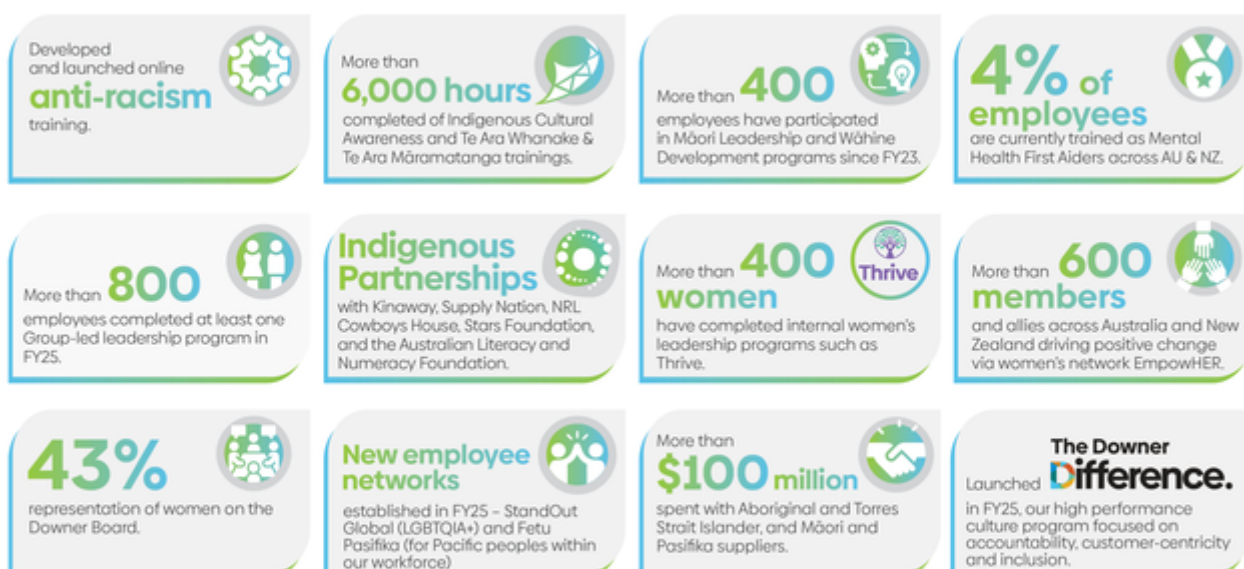 Developed
and launched online
anti-racism
training.
More than
6,000 hours
completed of Indigenous Cultural
Awareness and Te Ara Whanake &
Te Ara Māramatanga trainings.
More than 400
employees have participated
in Māori Leadership and Wāhine
Development programs since FY23.
4% of
employees
are currently trained as Mental
Health First Aiders across AU & NZ.
More than 800
employees completed at least one
Group-led leadership program in
FY25.
Indigenous
Partnerships
with Kinaway, Supply Nation, NRL
Cowboys House, Stars Foundation,
and the Australian Literacy and
Numeracy Foundation.
More than 400
women
Thrive
have completed internal women's
leadership programs such as
Thrive.
More than 600
members
and allies across Australia and New
Zealand driving positive change
via women's network EmpowHER.
43%
representation of women on the
Downer Board.
New employee
networks
established in FY25 – StandOut
Global (LGBTQIA+) and Fetu
Pasifika (for Pacific peoples within
our workforce)
More than
$100 million
spent with Aboriginal and Torres
Strait Islander, and Māori and
Pasifika suppliers.
The Downer
Launched Difference.
in FY25, our high performance
culture program focused on
accountability, customer-centricity
and inclusion.